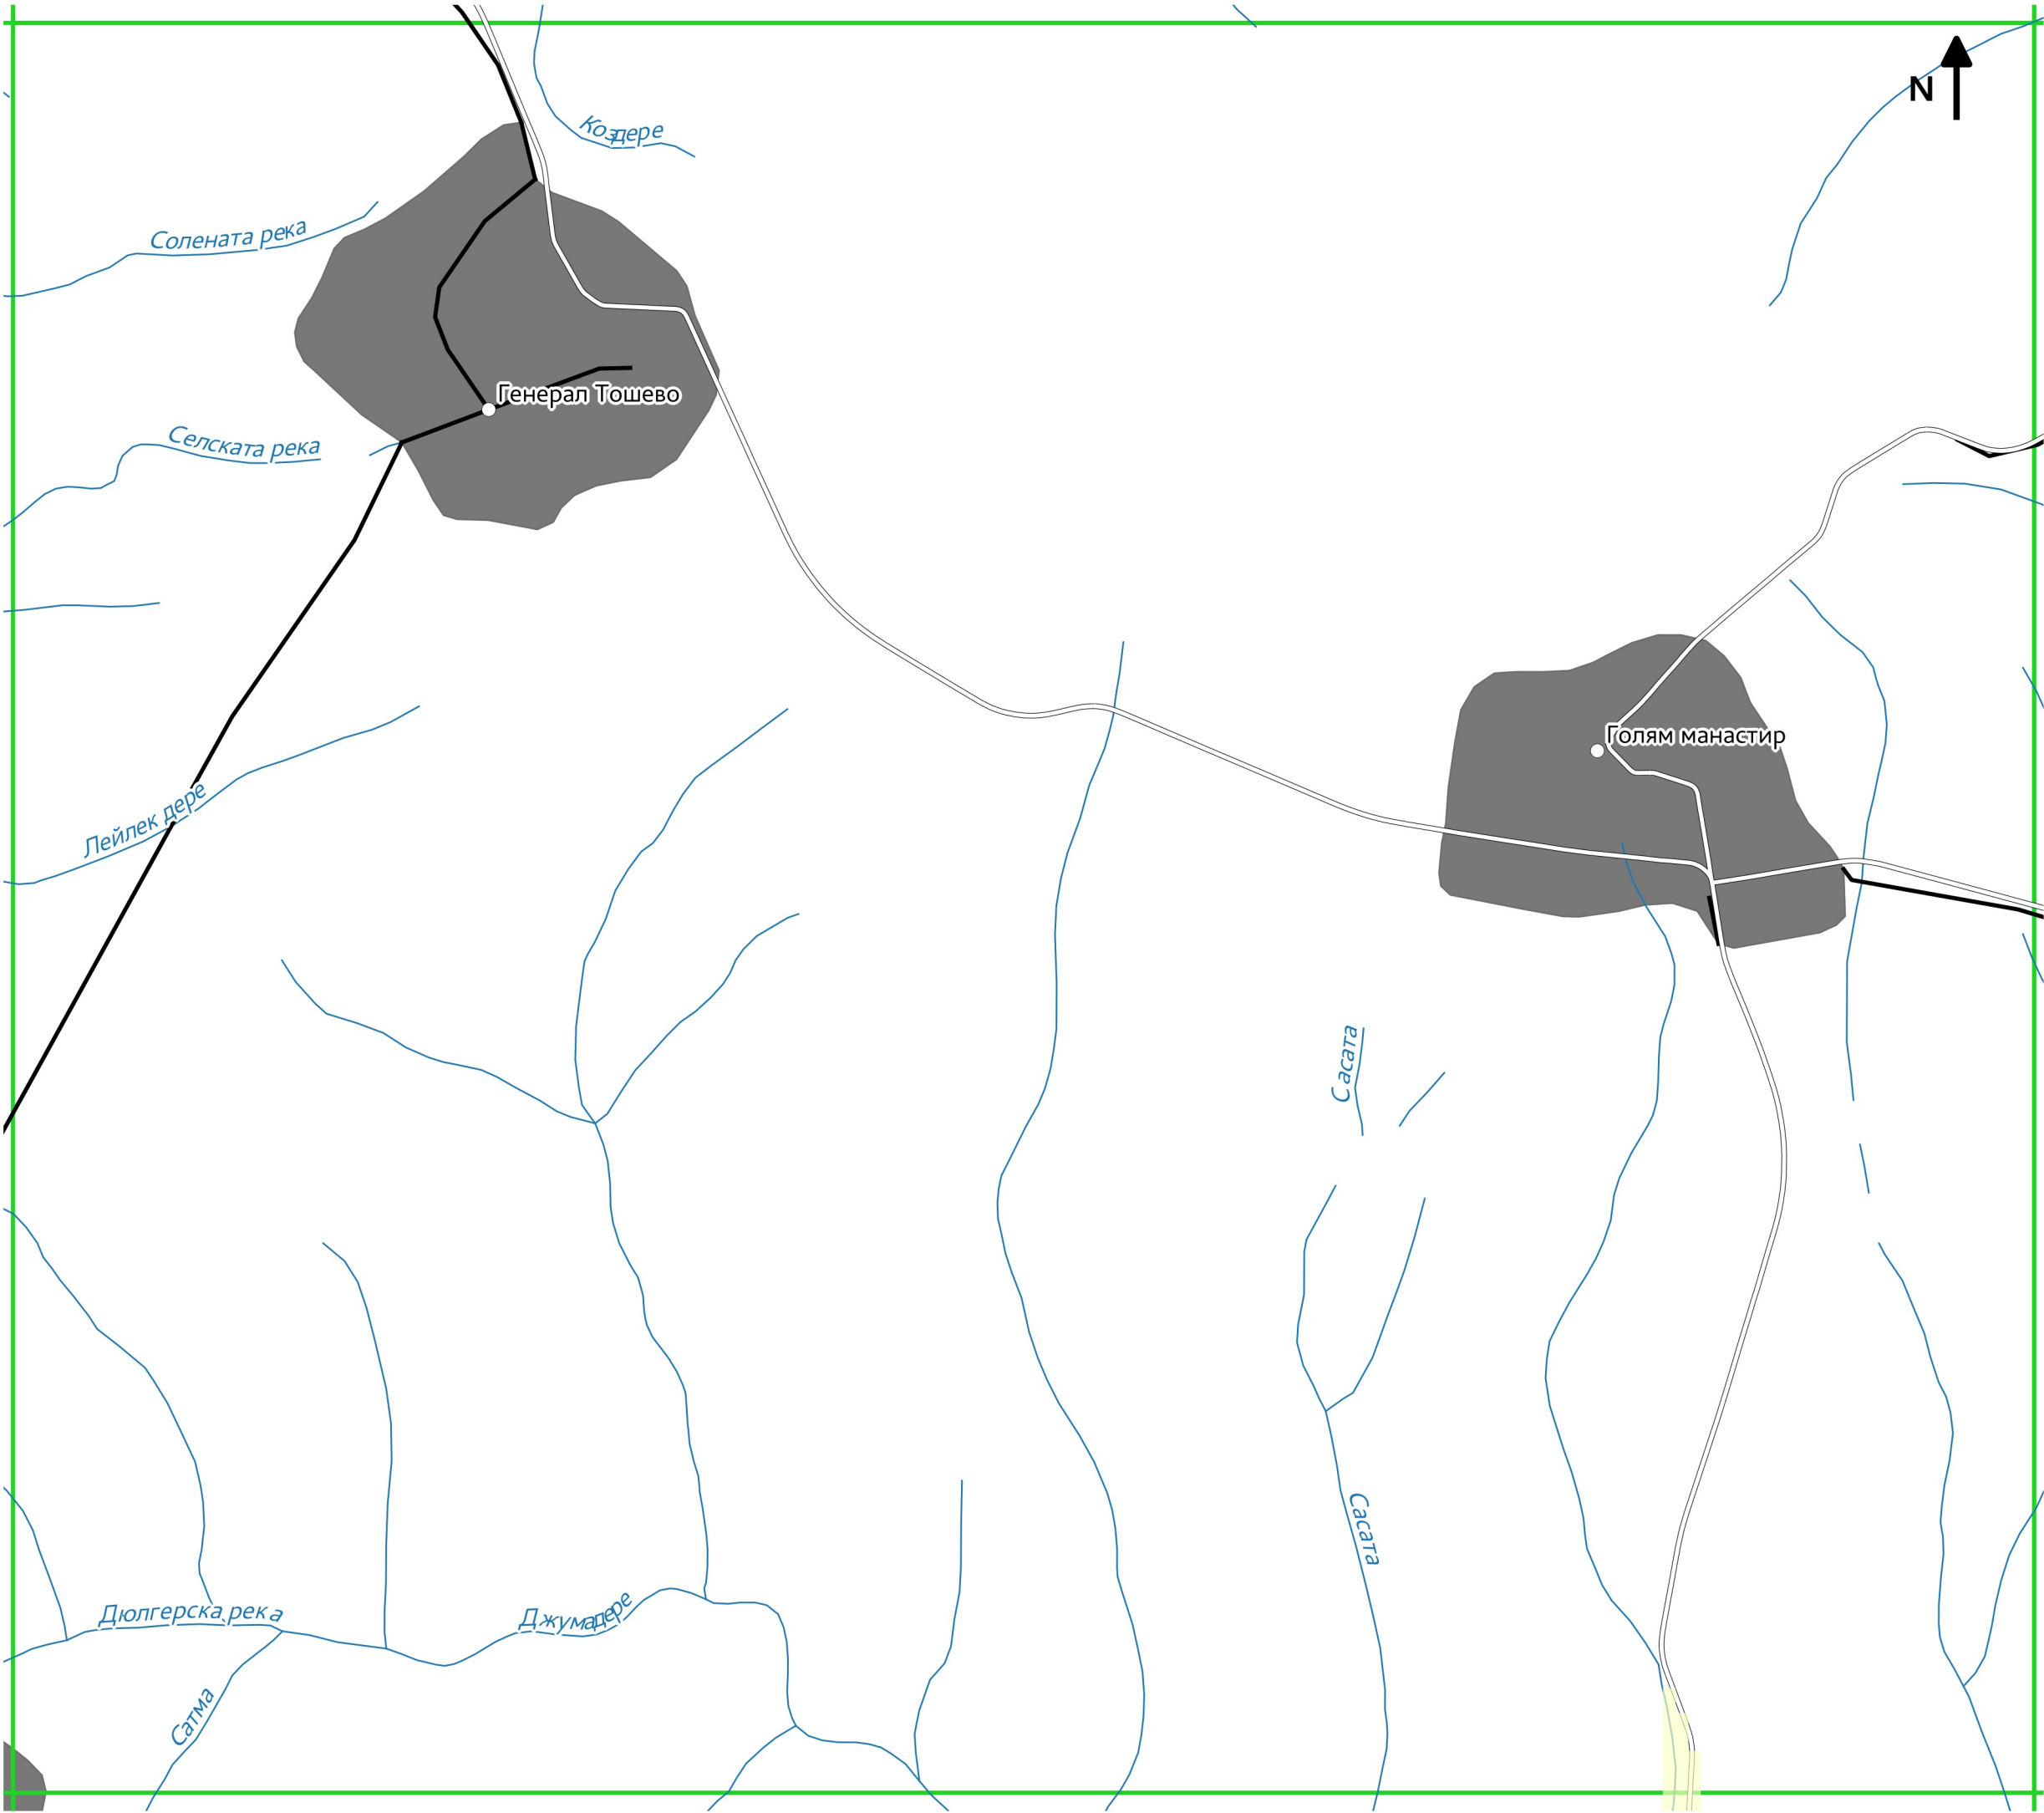 N
Коздере
Солената река
Генерал Тошево
Селската река
Голям манастир
Лейлек дере
Сасата
Сасата
Дюлгерска река
Джумадере
Сатма